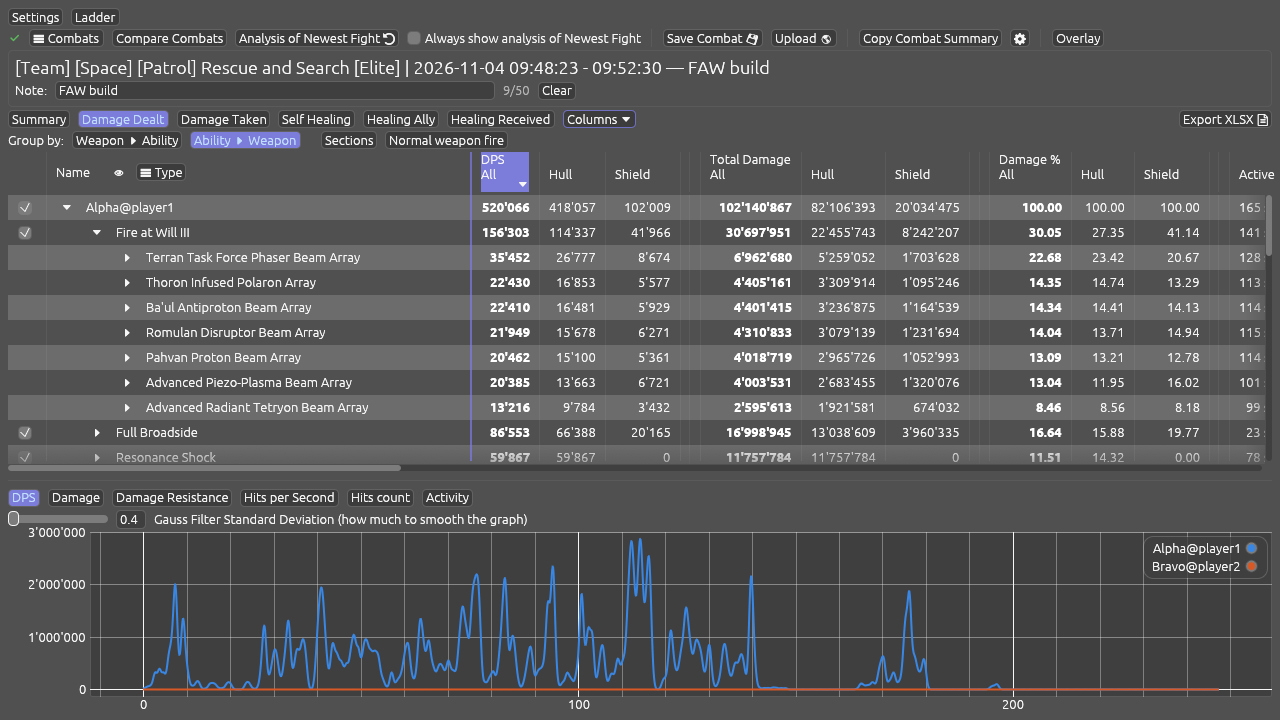 Settings Ladder
Combats Compare Combats Analysis of Newest Fight Always show analysis of Newest Fight Save Combat Upload Copy Combat Summary Overlay
[Team] [Space] [Patrol] Rescue and Search [Elite] | 2026-11-04 09:48:23 - 09:52:30 — FAW build
Note: FAW build 9/50 Clear
Summary Damage Dealt Damage Taken Self Healing Healing Ally Healing Received Columns Export XLSX
Group by: Weapon Ability Ability Weapon Sections Normal weapon fire
DPS Total Damage Damage %
Name Type All Hull Shield All Hull Shield All Hull Shield Active
Alpha@player1 520'066 418'057 102'009 102'140'867 82'106'393 20'034'475 100.00 100.00 100.00 165
Fire at Will III 156'303 114'337 41'966 30'697'951 22'455'743 8'242'207 30.05 27.35 41.14 141
Terran Task Force Phaser Beam Array 35'452 26'777 8'674 6'962'680 5'259'052 1'703'628 22.68 23.42 20.67 128
Thoron Infused Polaron Array 22'430 16'853 5'577 4'405'161 3'309'914 1'095'246 14.35 14.74 13.29 113
Ba'ul Antiproton Beam Array 22'410 16'481 5'929 4'401'415 3'236'875 1'164'539 14.34 14.41 14.13 114
Romulan Disruptor Beam Array 21'949 15'678 6'271 4'310'833 3'079'139 1'231'694 14.04 13.71 14.94 115
Pahvan Proton Beam Array 20'462 15'100 5'361 4'018'719 2'965'726 1'052'993 13.09 13.21 12.78 114
Advanced Piezo-Plasma Beam Array 20'385 13'663 6'721 4'003'531 2'683'455 1'320'076 13.04 11.95 16.02 101
Advanced Radiant Tetryon Beam Array 13'216 9'784 3'432 2'595'613 1'921'581 674'032 8.46 8.56 8.18 99
Full Broadside 86'553 66'388 20'165 16'998'945 13'038'609 3'960'335 16.64 15.88 19.77 23
Resonance Shock 59'867 59'867 0 11'757'784 11'757'784 0 11.51 14.32 0.00 78
DPS Damage Damage Resistance Hits per Second Hits count Activity
0.4 Gauss Filter Standard Deviation (how much to smooth the graph)
3'000'000
Alpha@player1
Bravo@player2
2'000'000
1'000'000
0
0 100 200